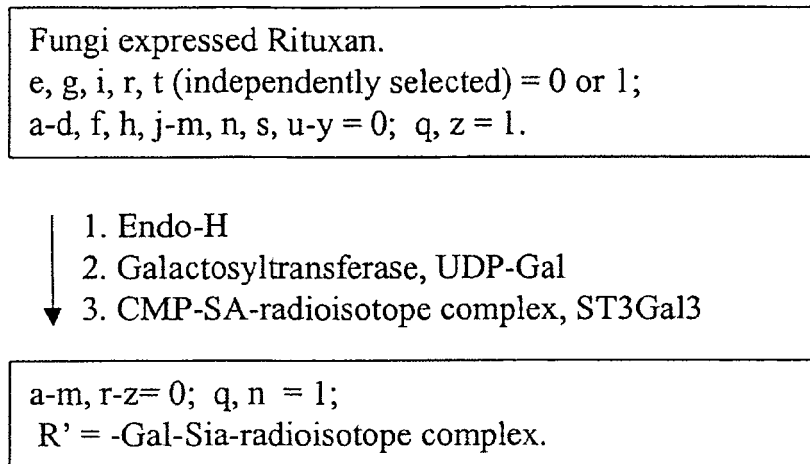 Fungi expressed Rituxan.
e, g, i, r, t (independently selected) = 0 or 1;
a-d, f, h, j-m, n, s, u-y = 0; q, z = 1.
1. Endo-H
2. Galactosyltransferase, UDP-Gal
3. CMP-SA-radioisotope complex, ST3Gal3
a-m, r-z= 0; q, n = 1;
R' = -Gal-Sia-radioisotope complex.